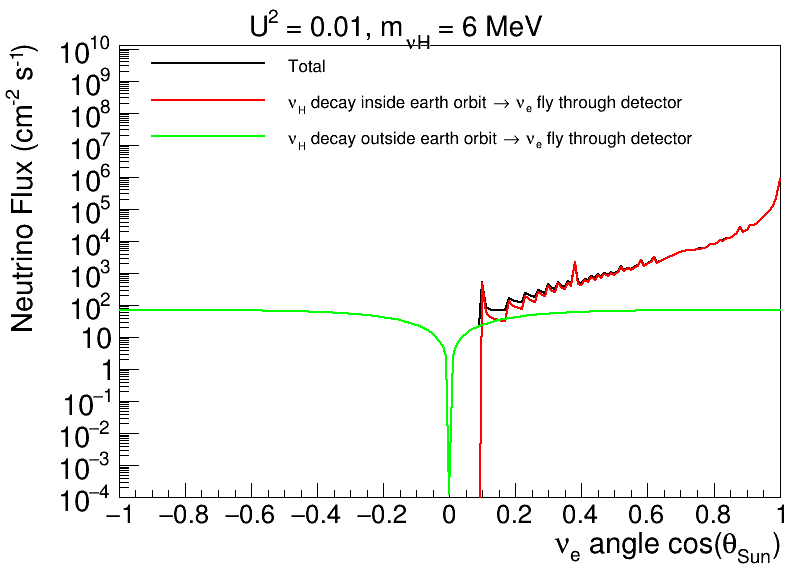 U² = 0.01, m_νH = 6 MeV
Total
ν_H decay inside earth orbit → ν_e fly through detector
ν_H decay outside earth orbit → ν_e fly through detector
Neutrino Flux (cm⁻² s⁻¹)
10¹⁰
10⁹
10⁸
10⁷
10⁶
10⁵
10⁴
10³
10²
10
1
10⁻¹
10⁻²
10⁻³
10⁻⁴
−1 −0.8 −0.6 −0.4 −0.2 0 0.2 0.4 0.6 0.8 1
ν_e angle cos(θ_Sun)